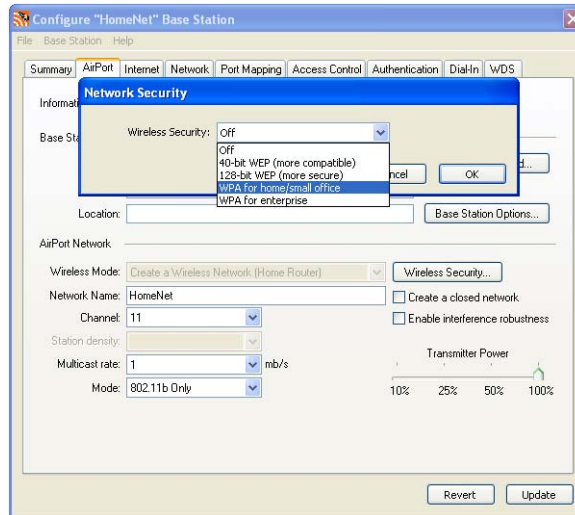 Configure "HomeNet" Base Station
File Base Station Help
Summary AirPort Internet Network Port Mapping Access Control Authentication Dial-In WDS
Network Security
Wireless Security: Off
Off
40-bit WEP (more compatible)
128-bit WEP (more secure)
WPA for home/small office
WPA for enterprise
OK
Location:
Base Station Options...
AirPort Network
Wireless Mode: Create a Wireless Network (Home Router) Wireless Security...
Network Name: HomeNet Create a closed network
Channel: 11 Enable interference robustness
Station density:
Transmitter Power
Multicast rate: 1 mb/s
Mode: 802.11b Only
10% 25% 50% 100%
Revert Update